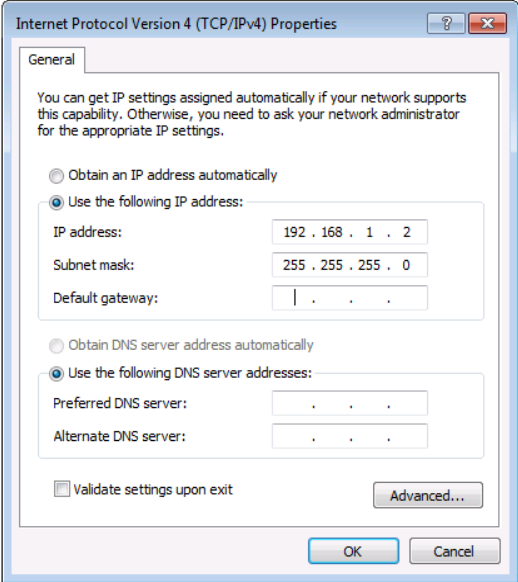 Internet Protocol Version 4 (TCP/IPv4) Properties
General
You can get IP settings assigned automatically if your network supports
this capability. Otherwise, you need to ask your network administrator
for the appropriate IP settings.
Obtain an IP address automatically
Use the following IP address:
IP address: 192 . 168 . 1 . 2
Subnet mask: 255 . 255 . 255 . 0
Default gateway: . . .
Obtain DNS server address automatically
Use the following DNS server addresses:
Preferred DNS server: . . .
Alternate DNS server: . . .
Validate settings upon exit
Advanced...
OK Cancel